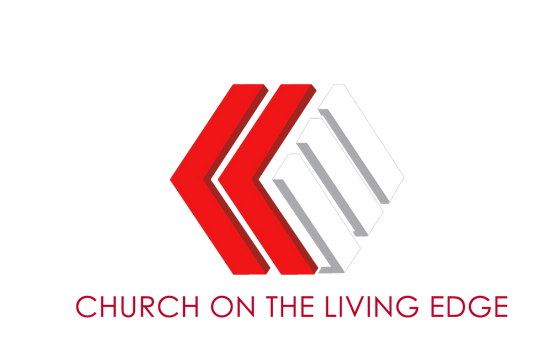 CHURCH ON THE LIVING EDGE